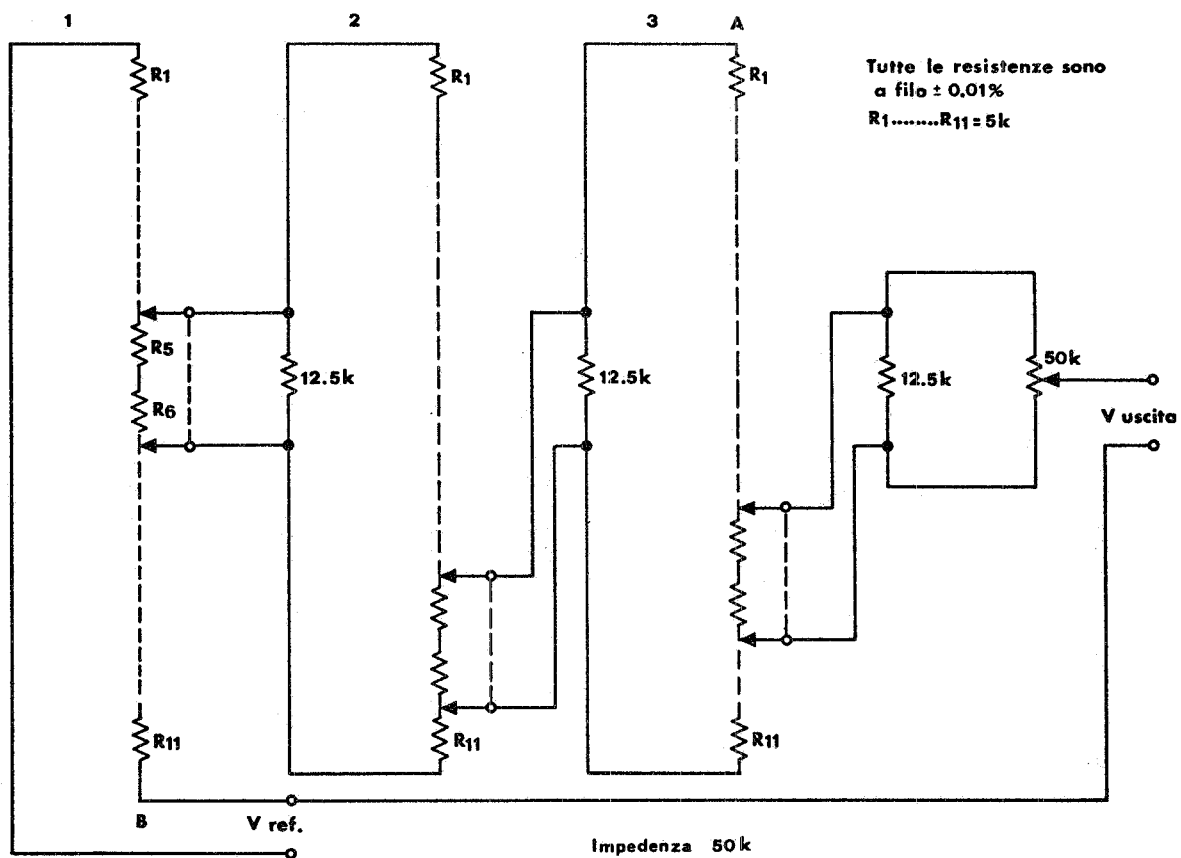 1
2
3
A
R1
R1
R1
Tutte le resistenze sono
a filo ± 0.01%
R1........R11 = 5k
R5
R6
12.5k
12.5k
12.5k
50k
V uscita
R11
R11
R11
B
V ref.
Impedenza 50k